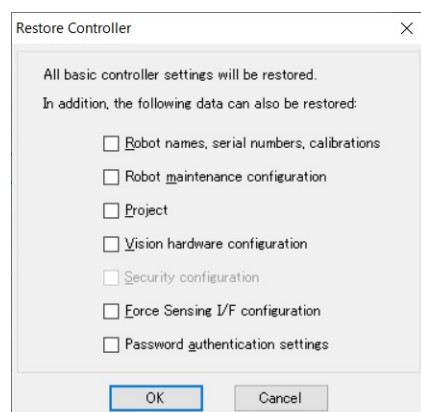 Restore Controller
All basic controller settings will be restored.
In addition, the following data can also be restored:
Robot names, serial numbers, calibrations
Robot maintenance configuration
Project
Vision hardware configuration
Security configuration
Force Sensing I/F configuration
Password authentication settings
OK Cancel